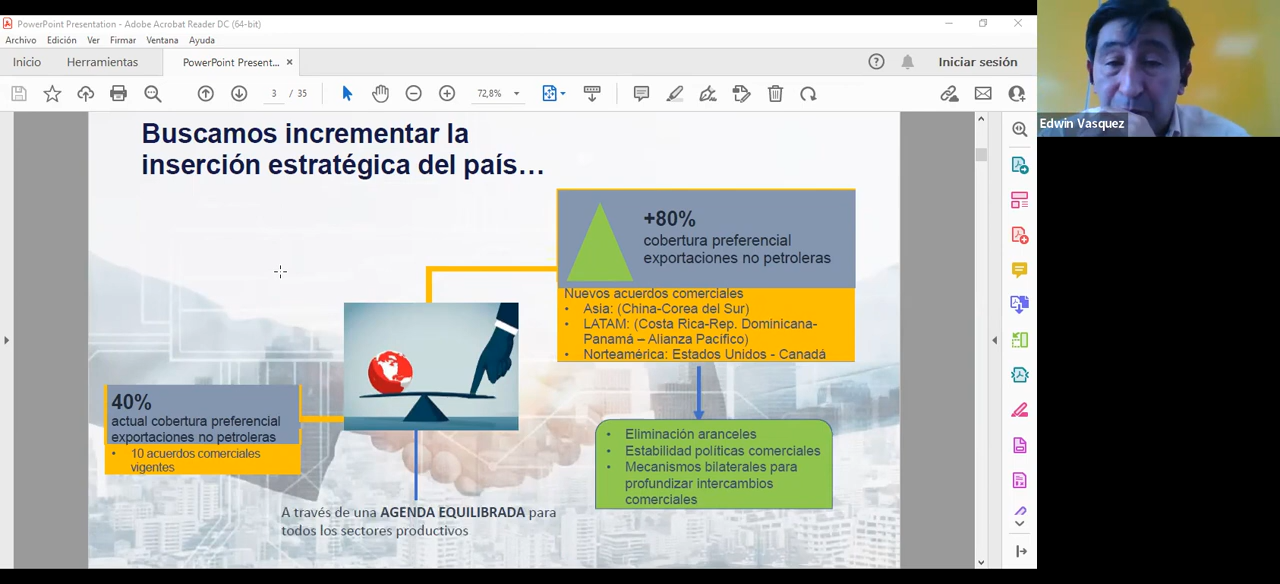 PowerPoint Presentation - Adobe Acrobat Reader DC (64-bit)
Archivo Edición Ver Firmar Ventana Ayuda
Inicio Herramientas PowerPoint Present... × Iniciar sesión
3 / 35 72,8%
Edwin Vasquez
Buscamos incrementar la
inserción estratégica del país…
+80%
cobertura preferencial
exportaciones no petroleras
Nuevos acuerdos comerciales
• Asia: (China-Corea del Sur)
• LATAM: (Costa Rica-Rep. Dominicana-
Panamá – Alianza Pacífico)
• Norteamérica: Estados Unidos - Canadá
40%
actual cobertura preferencial
exportaciones no petroleras
• 10 acuerdos comerciales
vigentes
• Eliminación aranceles
• Estabilidad políticas comerciales
• Mecanismos bilaterales para
profundizar intercambios
comerciales
A través de una AGENDA EQUILIBRADA para
todos los sectores productivos